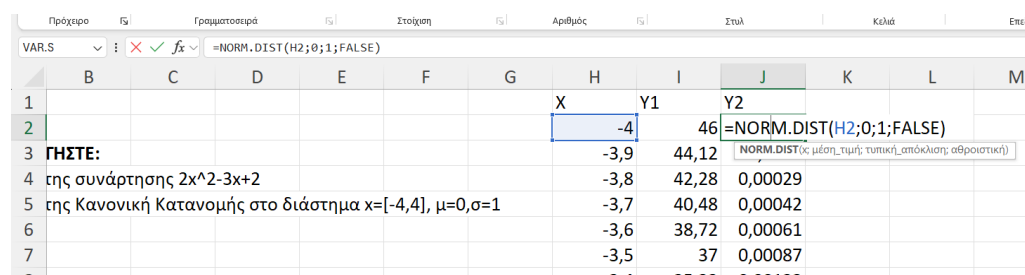 Πρόχειρο Γραμματοσειρά Στοίχιση Αριθμός Στυλ Κελιά
VAR.S fx =NORM.DIST(H2;0;1;FALSE)
B C D E F G H I J K L M
1 X Y1 Y2
2 -4 46 =NORM.DIST(H2;0;1;FALSE)
NORM.DIST(x; μέση_τιμή; τυπική_απόκλιση; αθροιστική)
3 ΤΗΣΤΕ: -3,9 44,12
4 της συνάρτησης 2x^2-3x+2 -3,8 42,28 0,00029
5 της Κανονική Κατανομής στο διάστημα x=[-4,4], μ=0,σ=1 -3,7 40,48 0,00042
6 -3,6 38,72 0,00061
7 -3,5 37 0,00087